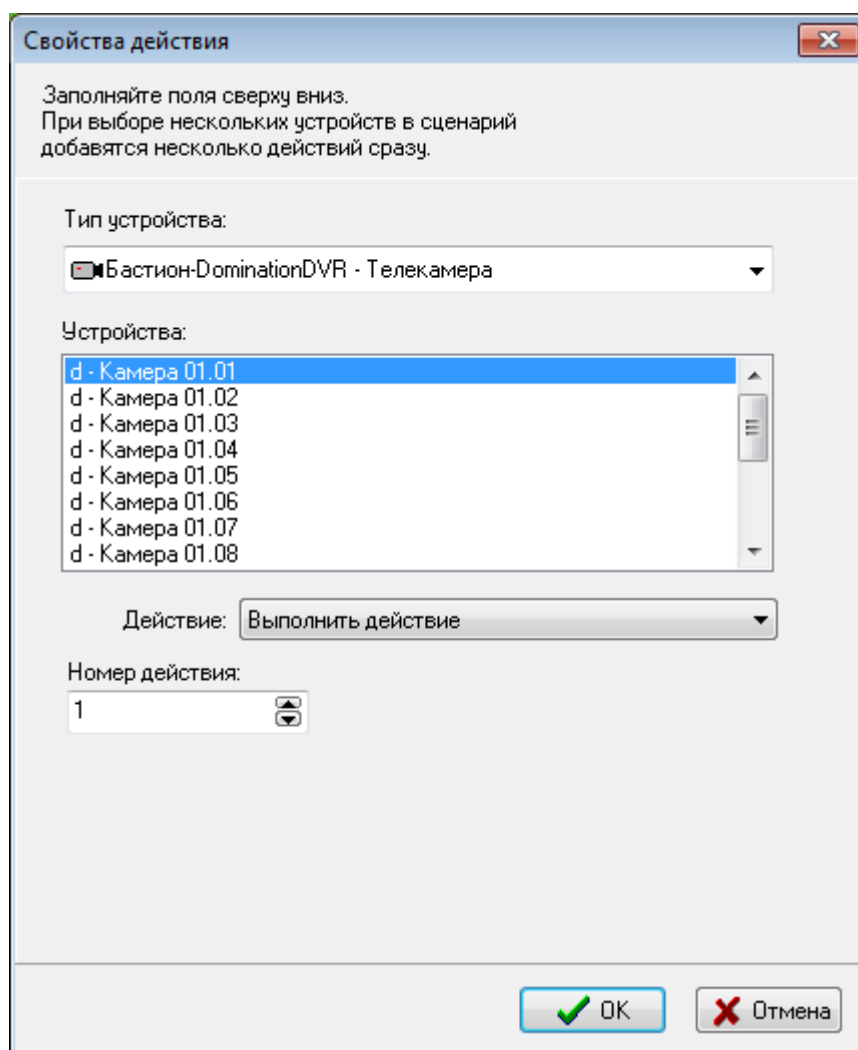 Свойства действия
Заполняйте поля сверху вниз.
При выборе нескольких устройств в сценарий
добавятся несколько действий сразу.
Тип устройства:
Бастион-DominationDVR - Телекамера
Устройства:
d - Камера 01.01
d - Камера 01.02
d - Камера 01.03
d - Камера 01.04
d - Камера 01.05
d - Камера 01.06
d - Камера 01.07
d - Камера 01.08
Действие: Выполнить действие
Номер действия:
1
OK Отмена